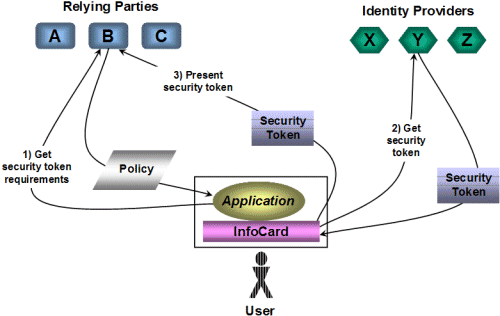 Relying Parties
Identity Providers
A
B
C
X
Y
Z
3) Present
security token
Security
Token
2) Get
security
token
1) Get
security token
requirements
Policy
Security
Token
Application
InfoCard
User